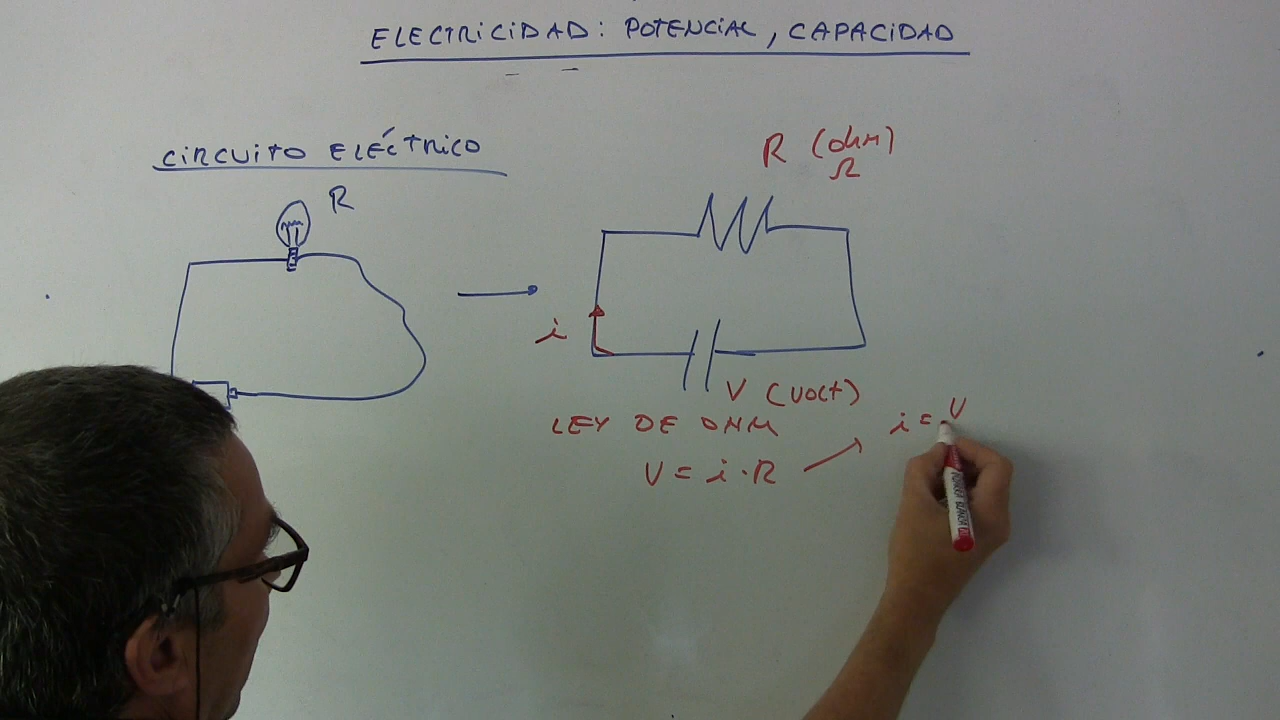 ELECTRICIDAD: POTENCIAL, CAPACIDAD
CIRCUITO ELÉCTRICO
R
R (ohm)
Ω
i
V (VOLT)
LEY DE OHM
V = i · R
i = V